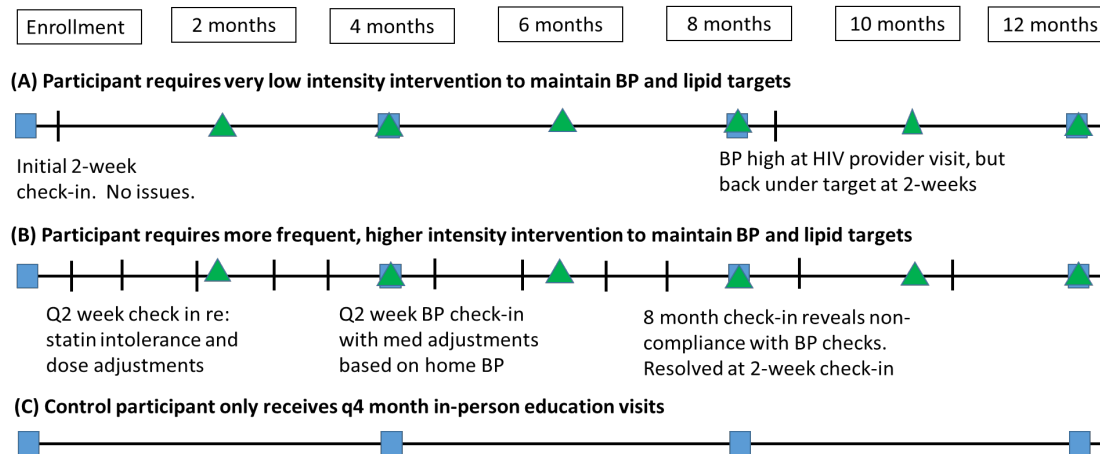 Enrollment
2 months
4 months
6 months
8 months
10 months
12 months
(A) Participant requires very low intensity intervention to maintain BP and lipid targets
Initial 2-week
check-in.  No issues.
BP high at HIV provider visit, but
back under target at 2-weeks
(B) Participant requires more frequent, higher intensity intervention to maintain BP and lipid targets
Q2 week check in re:
statin intolerance and
dose adjustments
Q2 week BP check-in
with med adjustments
based on home BP
8 month check-in reveals non-
compliance with BP checks.
Resolved at 2-week check-in
(C) Control participant only receives q4 month in-person education visits